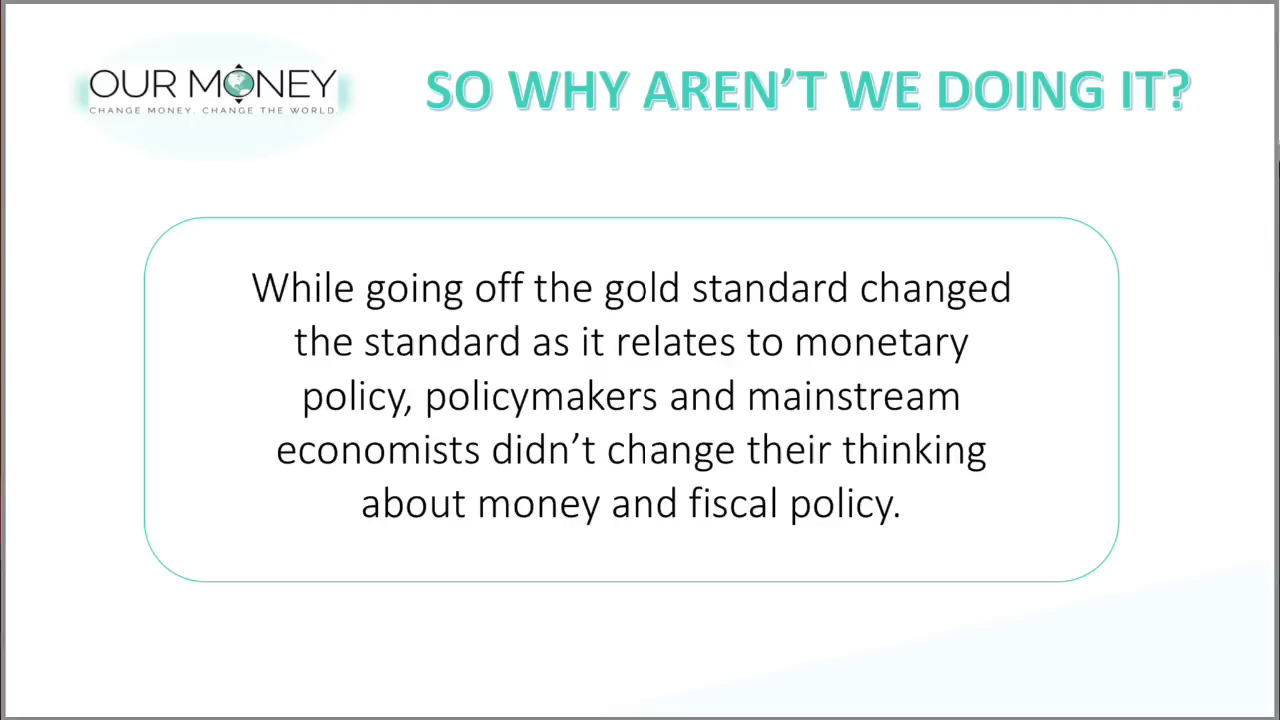 OUR MONEY
CHANGE MONEY. CHANGE THE WORLD.
SO WHY AREN'T WE DOING IT?
While going off the gold standard changed
the standard as it relates to monetary
policy, policymakers and mainstream
economists didn't change their thinking
about money and fiscal policy.